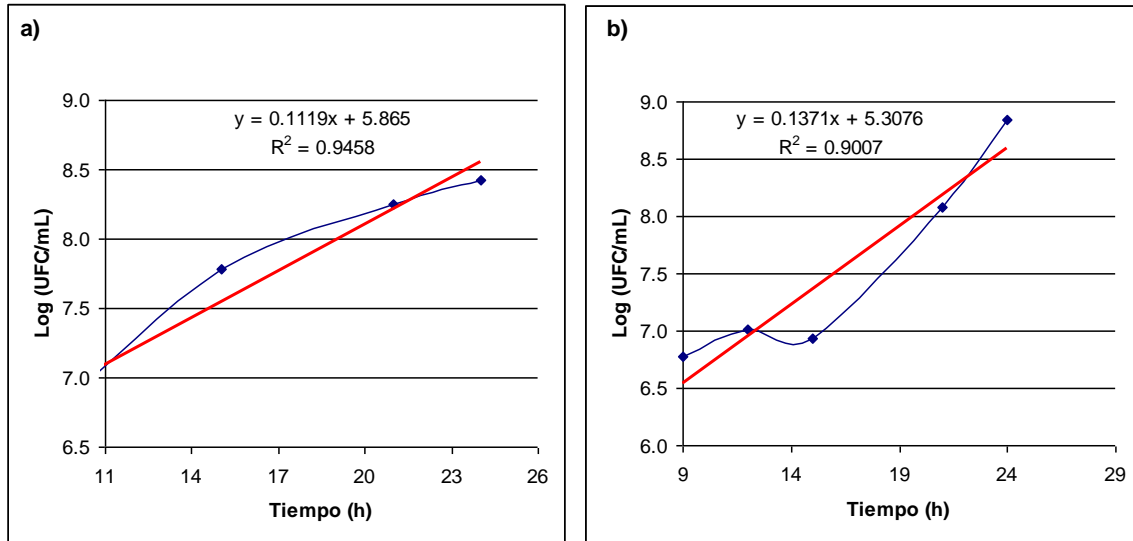 a)
y = 0.1119x + 5.865
R² = 0.9458
9.0
8.5
8.0
7.5
7.0
6.5
Log (UFC/mL)
11 14 17 20 23 26
Tiempo (h)
b)
y = 0.1371x + 5.3076
R² = 0.9007
9.0
8.5
8.0
7.5
7.0
6.5
6.0
Log (UFC/mL)
9 14 19 24 29
Tiempo (h)